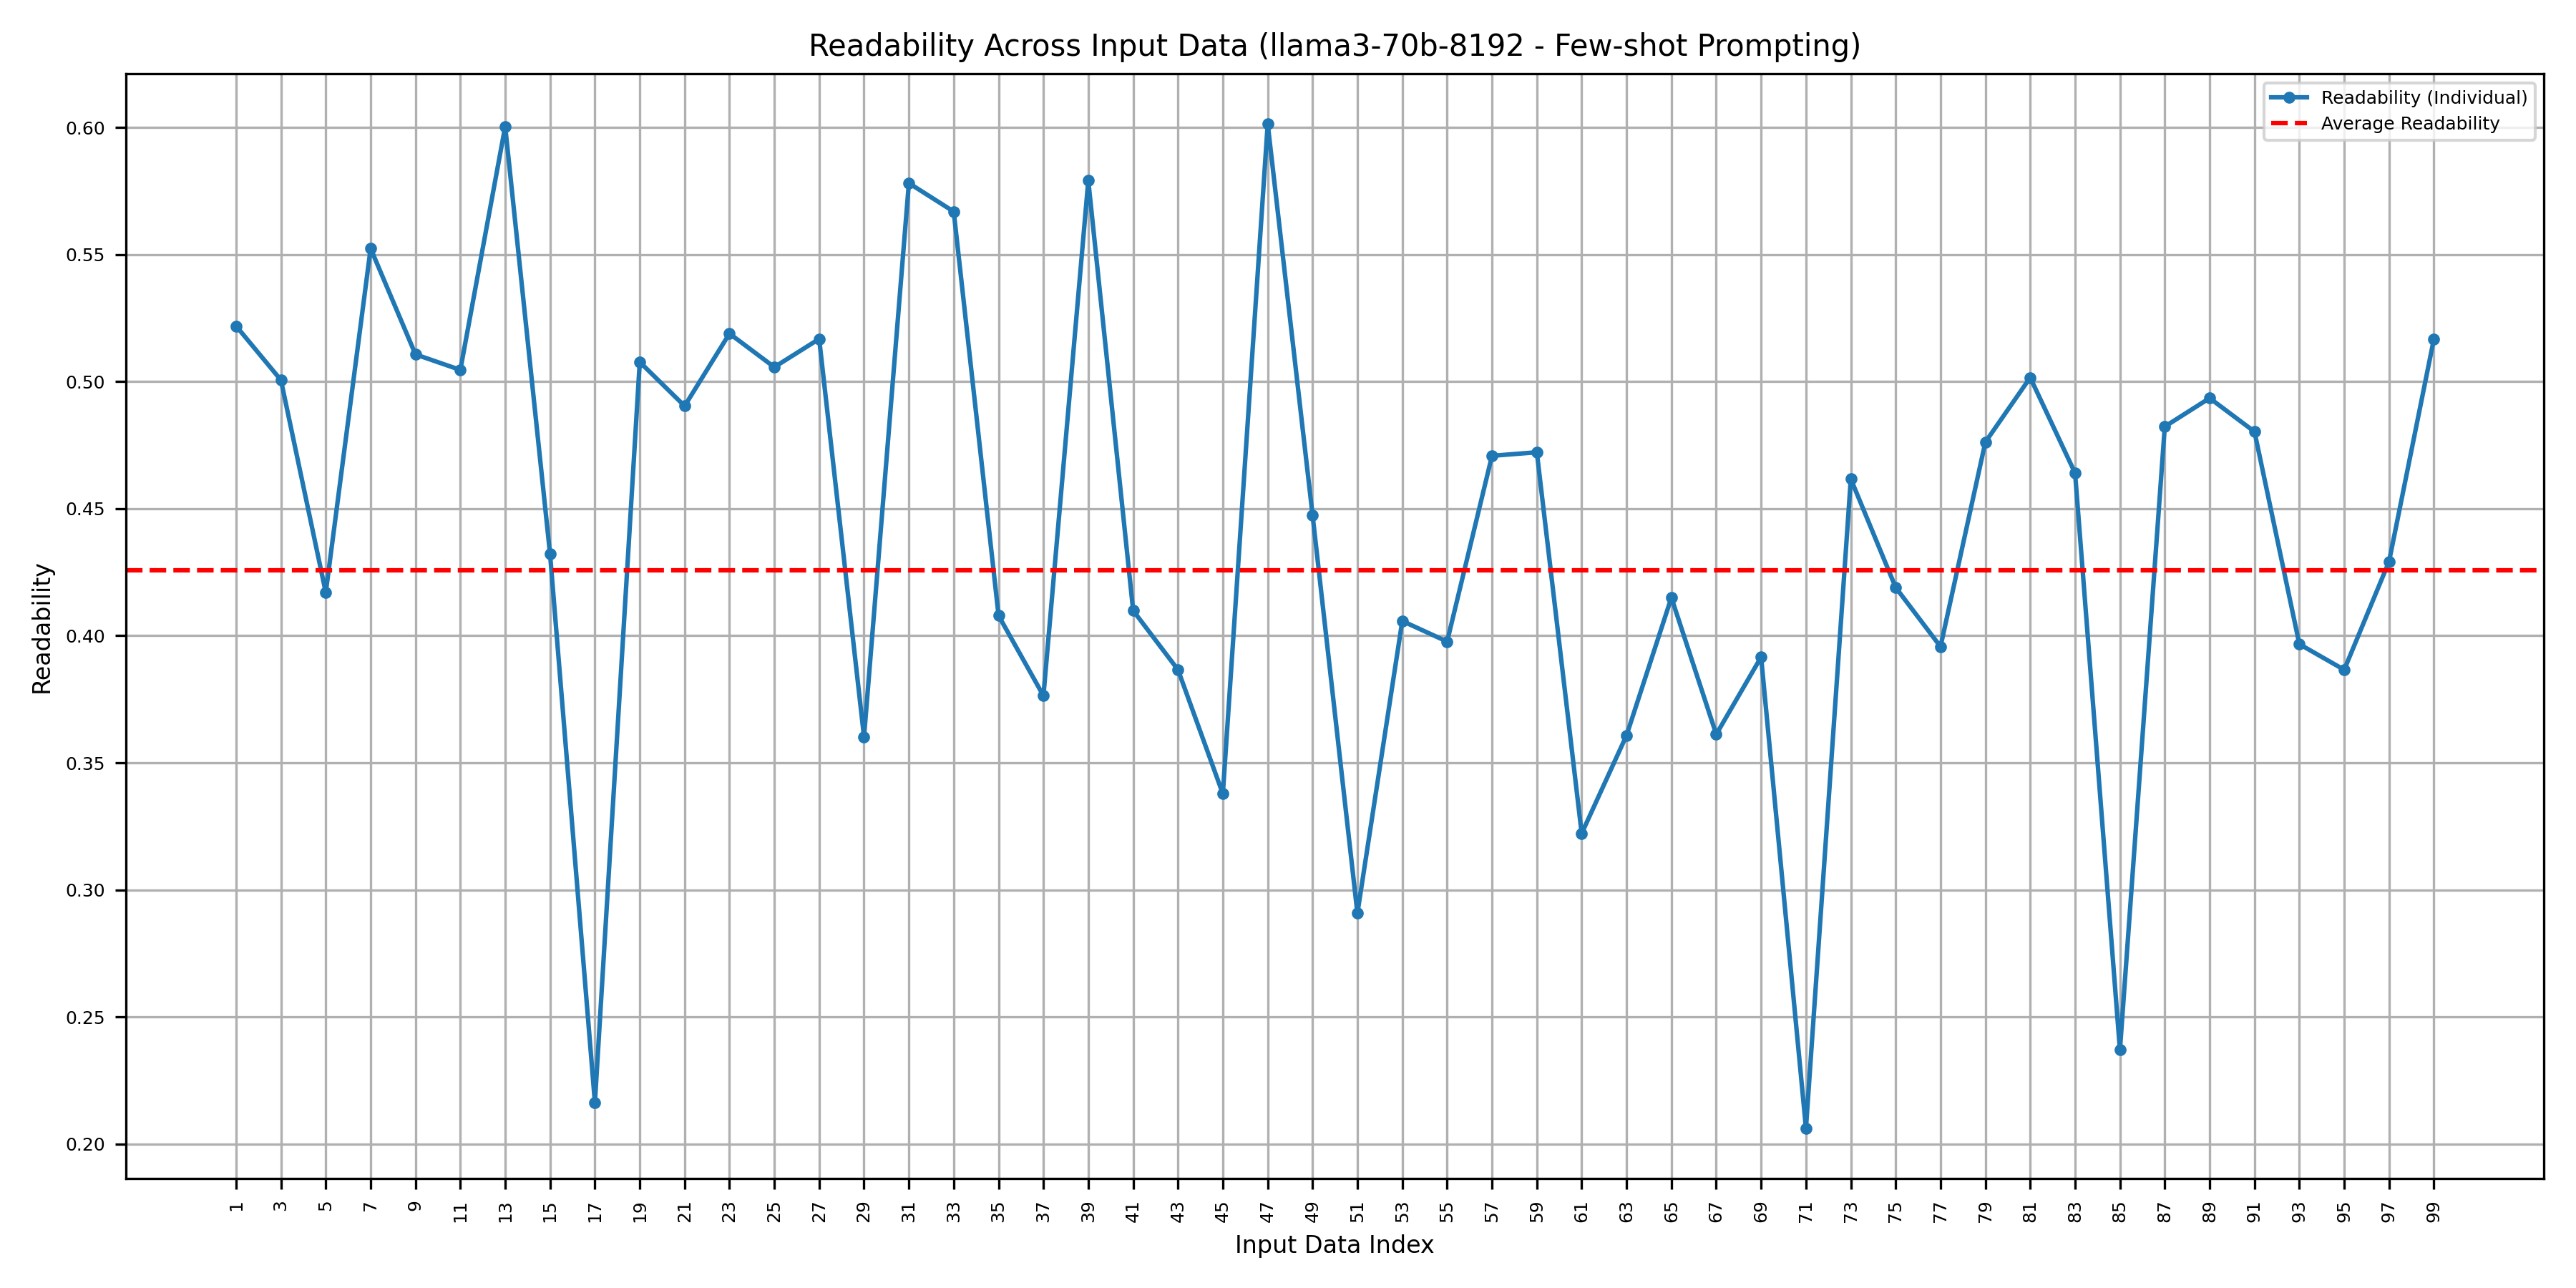 Readability Across Input Data (llama3-70b-8192 - Few-shot Prompting)
Readability (Individual)
Average Readability
Readability
0.60
0.55
0.50
0.45
0.40
0.35
0.30
0.25
0.20
1 3 5 7 9 11 13 15 17 19 21 23 25 27 29 31 33 35 37 39 41 43 45 47 49 51 53 55 57 59 61 63 65 67 69 71 73 75 77 79 81 83 85 87 89 91 93 95 97 99
Input Data Index